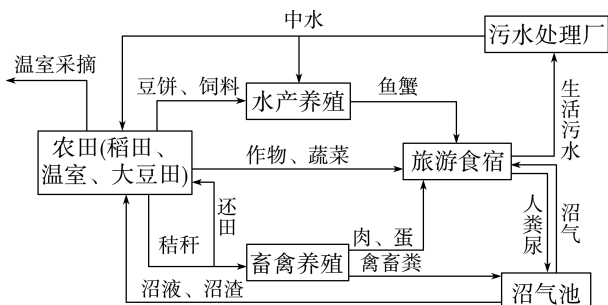 中水
污水处理厂
温室采摘
豆饼、饲料
水产养殖
鱼蟹
生活污水
农田(稻田、
温室、大豆田)
作物、蔬菜
旅游食宿
还田
秸秆
肉、蛋
人粪尿
沼气
畜禽养殖
禽畜粪
沼液、沼渣
沼气池